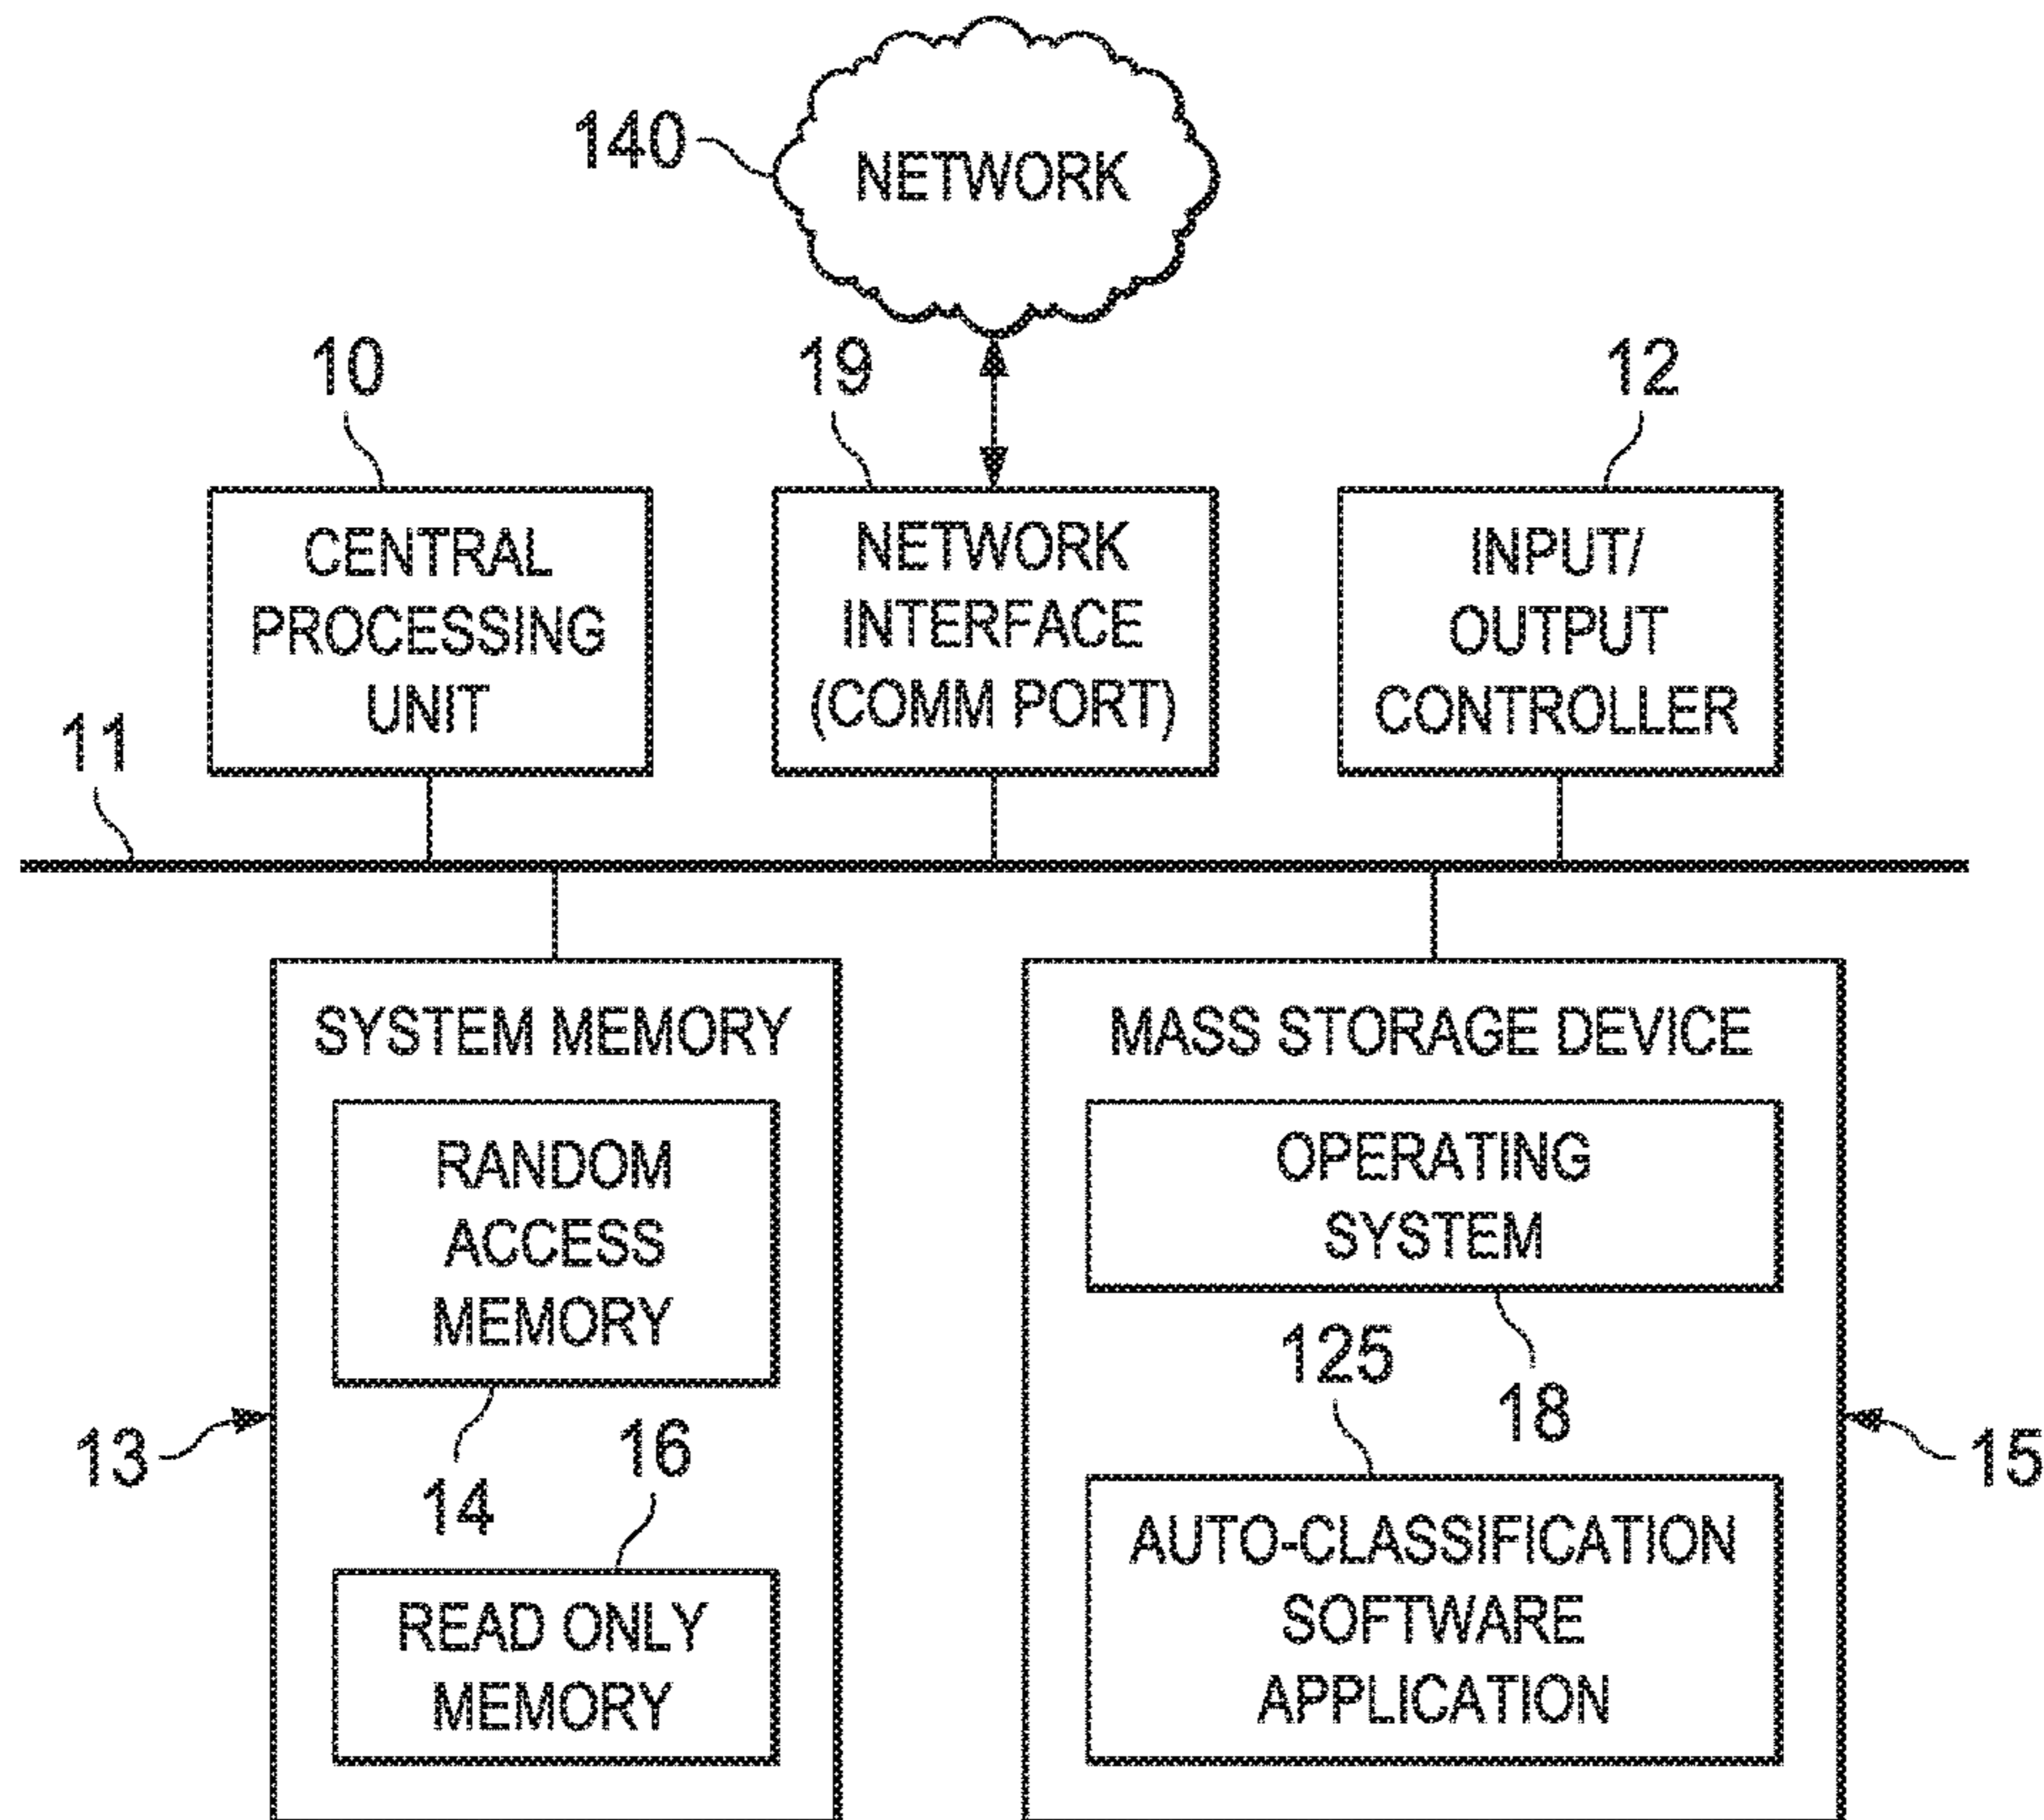 140
NETWORK
10
19
12
CENTRAL
PROCESSING
UNIT
NETWORK
INTERFACE
(COMM PORT)
INPUT/
OUTPUT
CONTROLLER
11
SYSTEM MEMORY
RANDOM
ACCESS
MEMORY
14
16
READ ONLY
MEMORY
13
MASS STORAGE DEVICE
OPERATING
SYSTEM
125
18
AUTO-CLASSIFICATION
SOFTWARE
APPLICATION
15